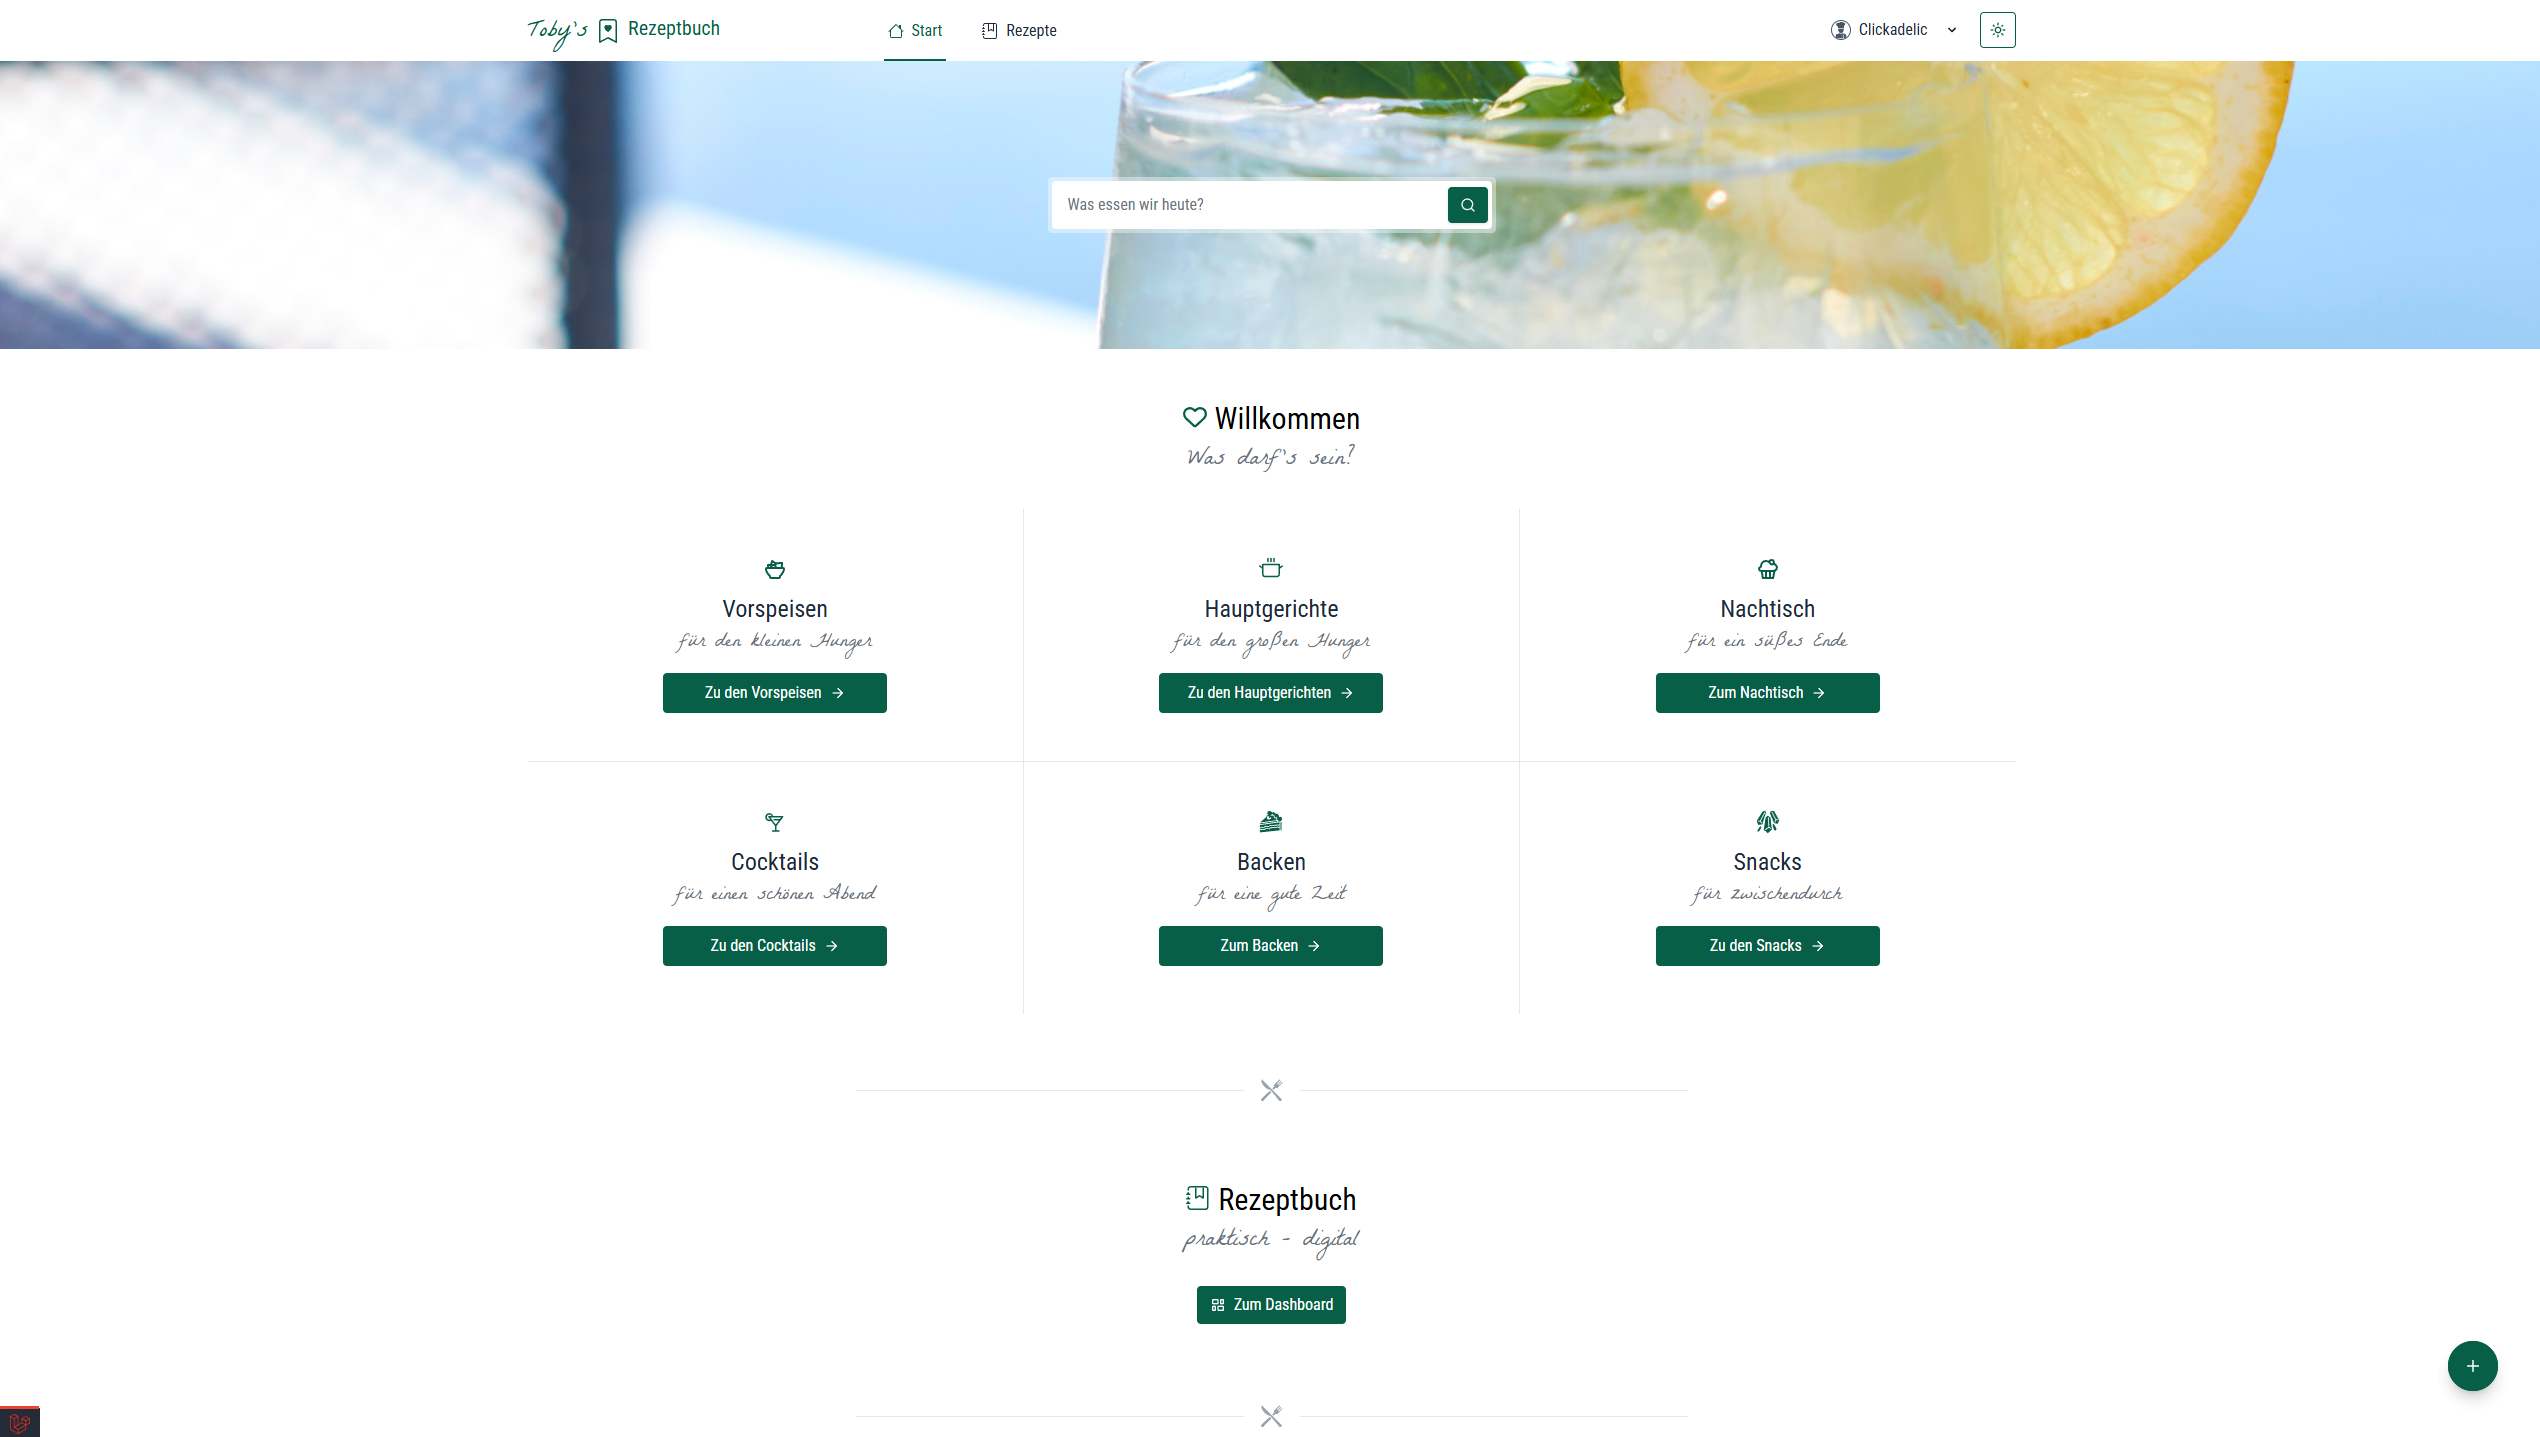 Toby's Rezeptbuch
Start
Rezepte
Clickadelic
Was essen wir heute?
Willkommen
Was darf's sein?
Vorspeisen
für den kleinen Hunger
Zu den Vorspeisen
Hauptgerichte
für den großen Hunger
Zu den Hauptgerichten
Nachtisch
für ein süßes Ende
Zum Nachtisch
Cocktails
für einen schönen Abend
Zu den Cocktails
Backen
für eine gute Zeit
Zum Backen
Snacks
für zwischendurch
Zu den Snacks
Rezeptbuch
praktisch - digital
Zum Dashboard